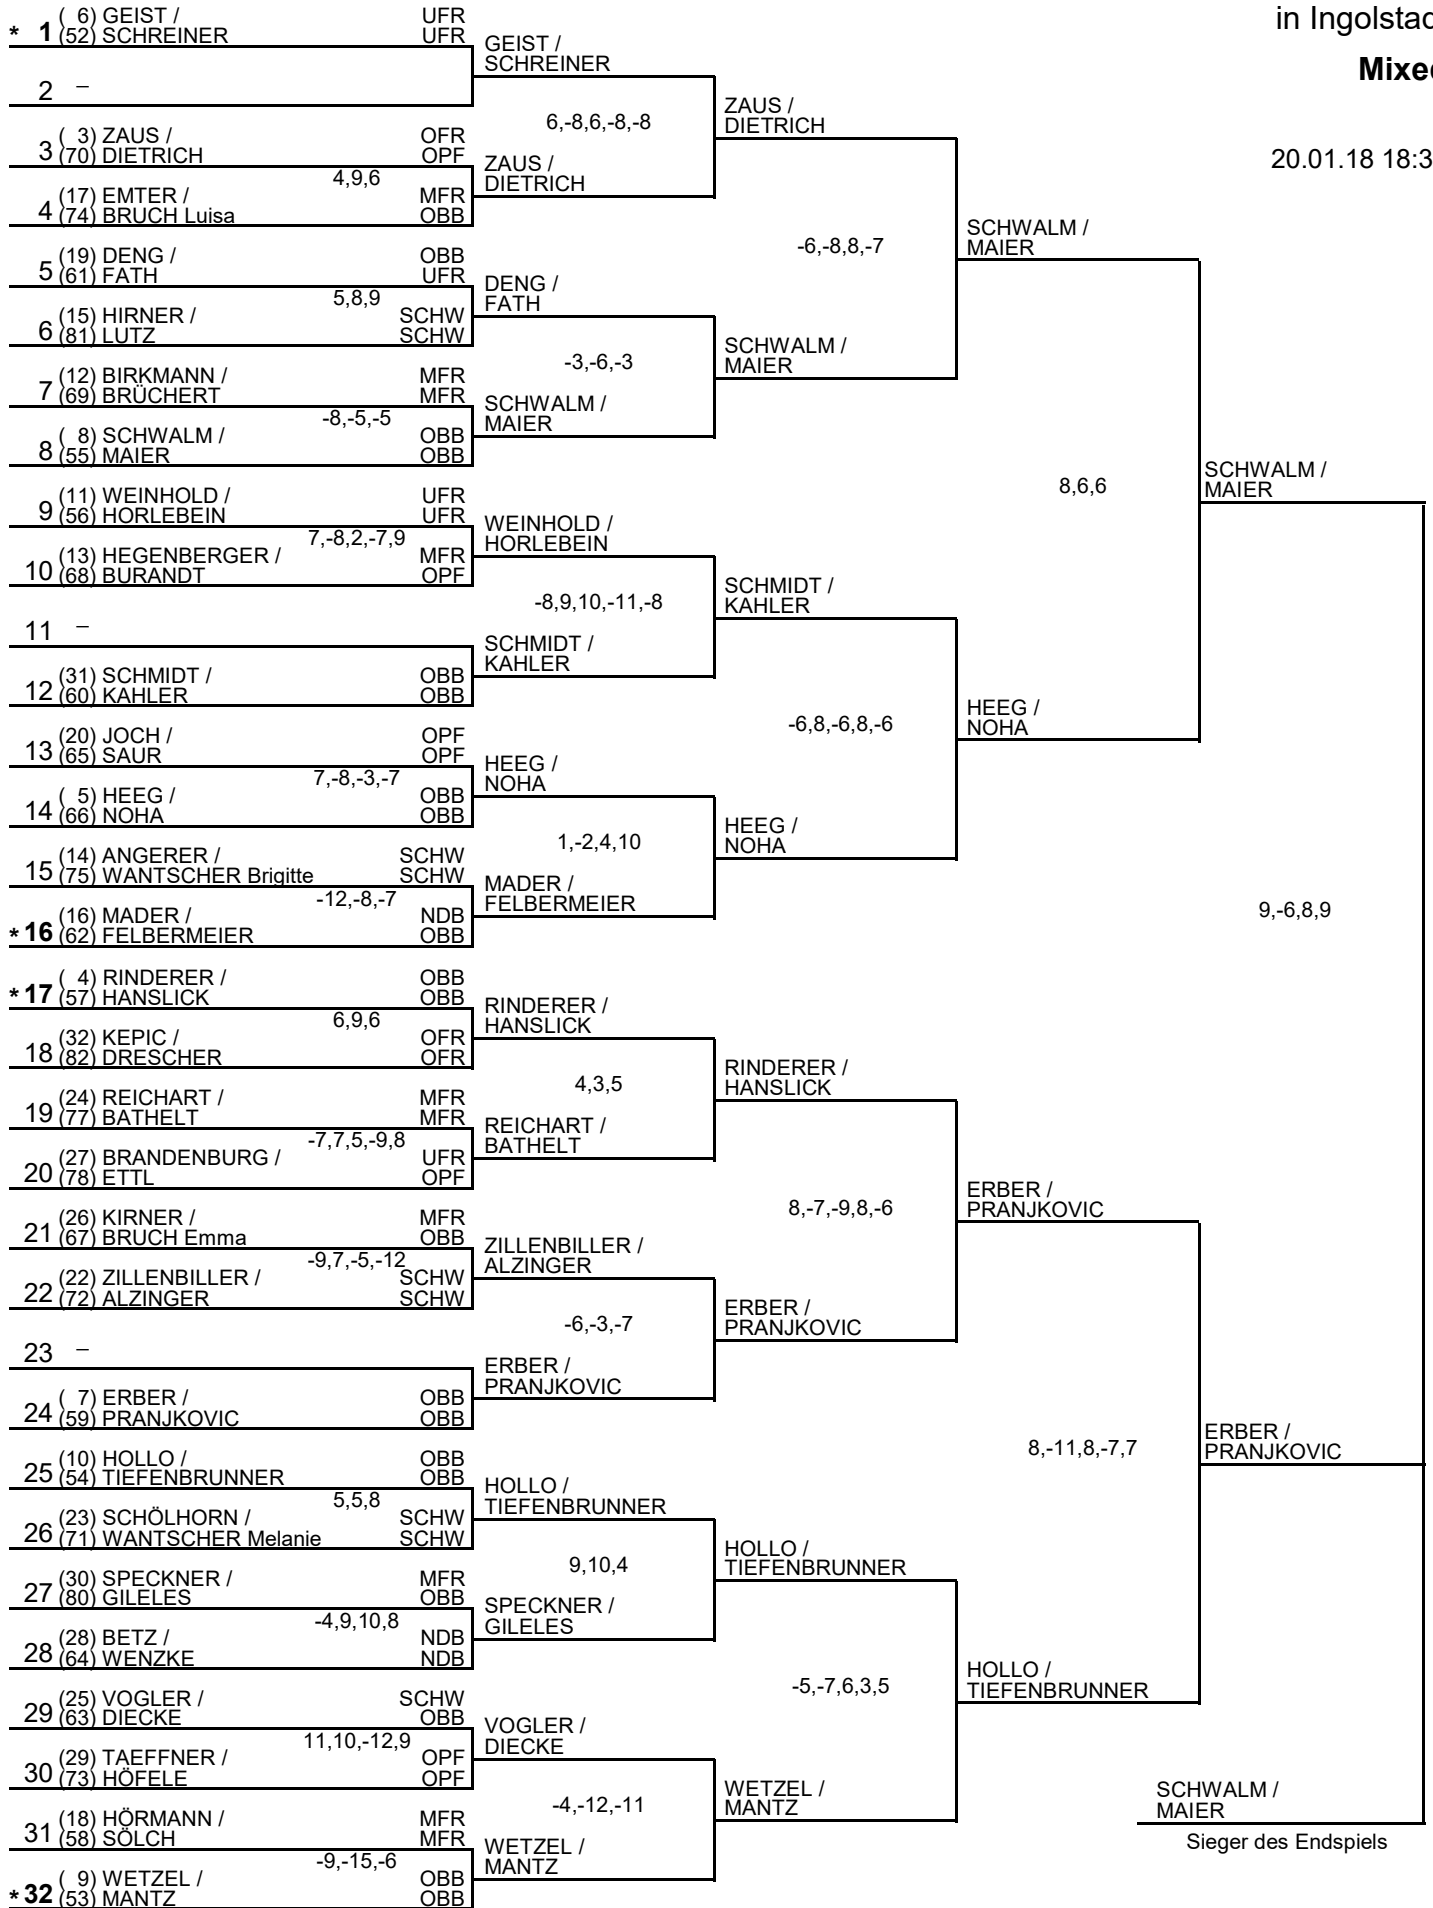 in Ingolstad
Mixe
20.01.18 18:3
* 1 ( 6) GEIST / UFR
(52) SCHREINER UFR
2 –
3 ( 3) ZAUS / OFR
(70) DIETRICH OPF
4,9,6
4 (17) EMTER / MFR
(74) BRUCH Luisa OBB
5 (19) DENG / OBB
(61) FATH UFR
5,8,9
6 (15) HIRNER / SCHW
(81) LUTZ SCHW
7 (12) BIRKMANN / MFR
(69) BRÜCHERT MFR
-8,-5,-5
8 ( 8) SCHWALM / OBB
(55) MAIER OBB
9 (11) WEINHOLD / UFR
(56) HORLEBEIN UFR
7,-8,2,-7,9
10 (13) HEGENBERGER / MFR
(68) BURANDT OPF
11 –
12 (31) SCHMIDT / OBB
(60) KAHLER OBB
13 (20) JOCH / OPF
(65) SAUR OPF
7,-8,-3,-7
14 ( 5) HEEG / OBB
(66) NOHA OBB
15 (14) ANGERER / SCHW
(75) WANTSCHER Brigitte SCHW
-12,-8,-7
* 16 (16) MADER / NDB
(62) FELBERMEIER OBB
* 17 ( 4) RINDERER / OBB
(57) HANSLICK OBB
6,9,6
18 (32) KEPIC / OFR
(82) DRESCHER OFR
19 (24) REICHART / MFR
(77) BATHELT MFR
-7,7,5,-9,8
20 (27) BRANDENBURG / UFR
(78) ETTL OPF
21 (26) KIRNER / MFR
(67) BRUCH Emma OBB
-9,7,-5,-12
22 (22) ZILLENBILLER / SCHW
(72) ALZINGER SCHW
23 –
24 ( 7) ERBER / OBB
(59) PRANJKOVIC OBB
25 (10) HOLLO / OBB
(54) TIEFENBRUNNER OBB
5,5,8
26 (23) SCHÖLHORN / SCHW
(71) WANTSCHER Melanie SCHW
27 (30) SPECKNER / MFR
(80) GILELES OBB
-4,9,10,8
28 (28) BETZ / NDB
(64) WENZKE NDB
29 (25) VOGLER / SCHW
(63) DIECKE OBB
11,10,-12,9
30 (29) TAEFFNER / OPF
(73) HÖFELE OPF
31 (18) HÖRMANN / MFR
(58) SÖLCH MFR
-9,-15,-6
* 32 ( 9) WETZEL / OBB
(53) MANTZ OBB
GEIST /
SCHREINER
6,-8,6,-8,-8
ZAUS /
DIETRICH
DENG /
FATH
-3,-6,-3
SCHWALM /
MAIER
WEINHOLD /
HORLEBEIN
-8,9,10,-11,-8
SCHMIDT /
KAHLER
HEEG /
NOHA
1,-2,4,10
MADER /
FELBERMEIER
RINDERER /
HANSLICK
4,3,5
REICHART /
BATHELT
ZILLENBILLER /
ALZINGER
-6,-3,-7
ERBER /
PRANJKOVIC
HOLLO /
TIEFENBRUNNER
9,10,4
SPECKNER /
GILELES
VOGLER /
DIECKE
-4,-12,-11
WETZEL /
MANTZ
ZAUS /
DIETRICH
-6,-8,8,-7
SCHWALM /
MAIER
SCHMIDT /
KAHLER
-6,8,-6,8,-6
HEEG /
NOHA
RINDERER /
HANSLICK
8,-7,-9,8,-6
ERBER /
PRANJKOVIC
HOLLO /
TIEFENBRUNNER
-5,-7,6,3,5
WETZEL /
MANTZ
SCHWALM /
MAIER
8,6,6
HEEG /
NOHA
ERBER /
PRANJKOVIC
8,-11,8,-7,7
HOLLO /
TIEFENBRUNNER
SCHWALM /
MAIER
9,-6,8,9
ERBER /
PRANJKOVIC
SCHWALM /
MAIER
Sieger des Endspiels